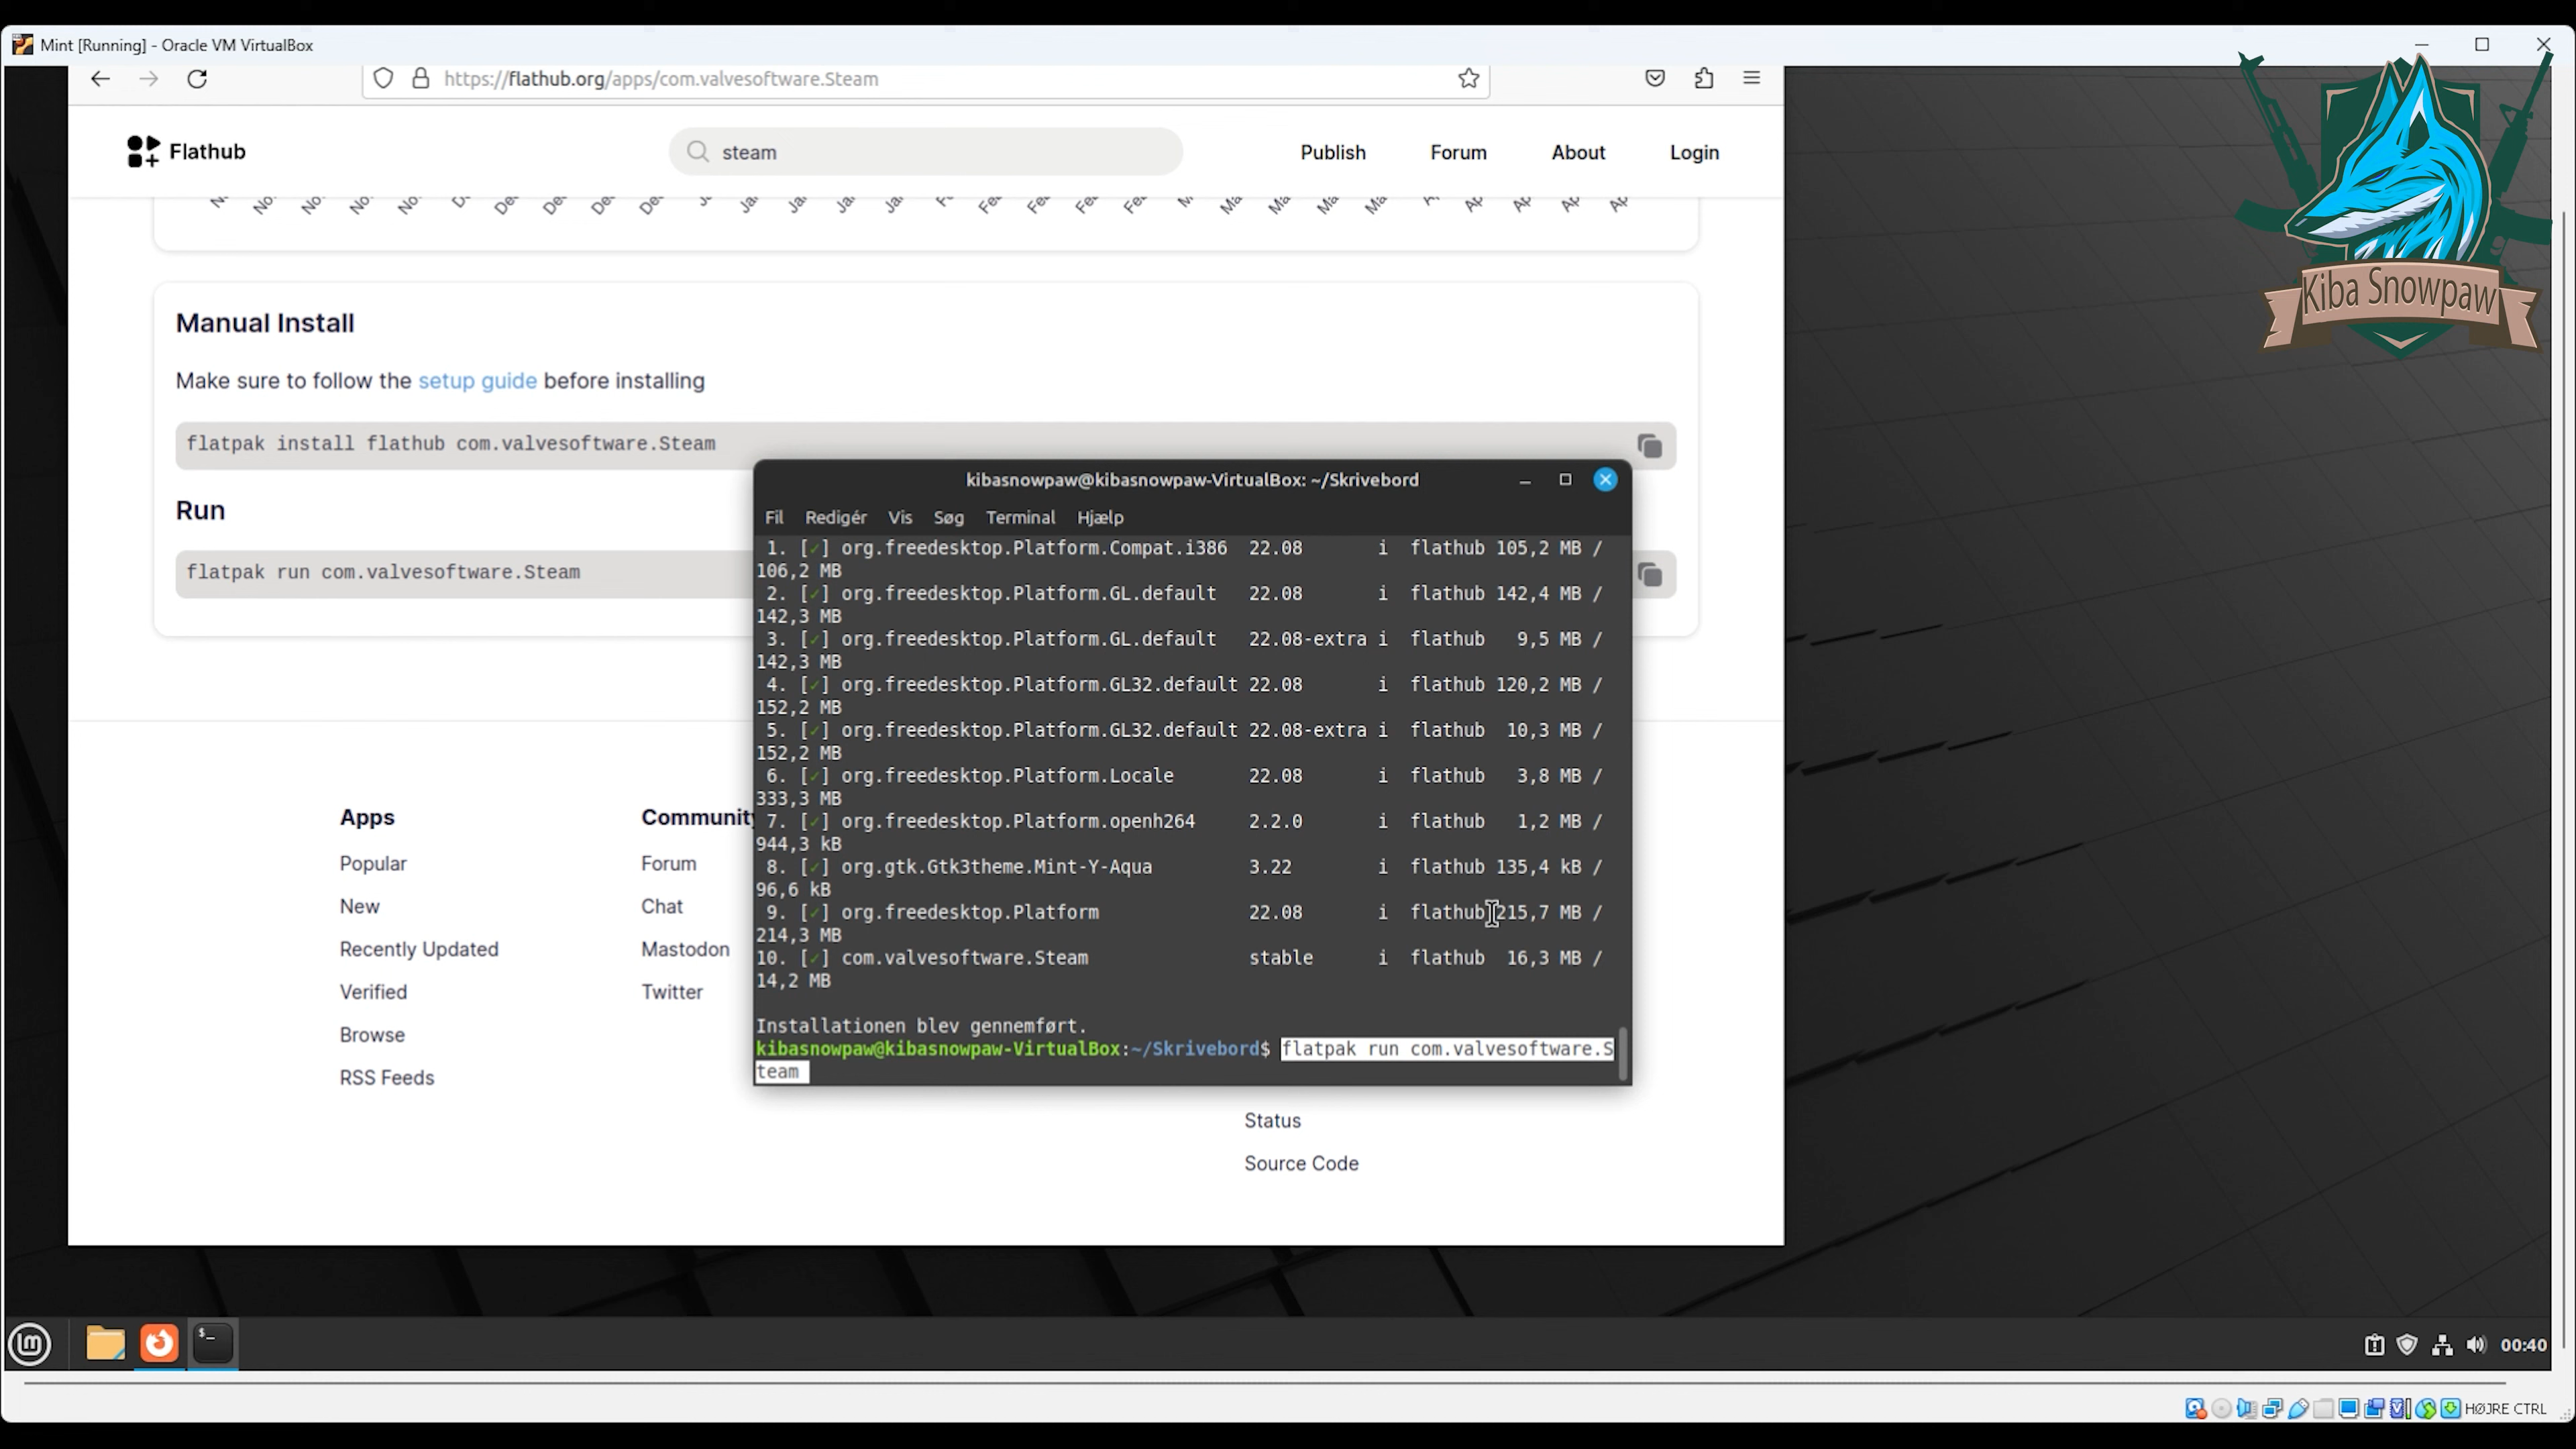 Mint [Running] - Oracle VM VirtualBox
https://flathub.org/apps/com.valvesoftware.Steam
Flathub
steam
Publish
Forum
About
Login
Manual Install
Make sure to follow the setup guide before installing
flatpak install flathub com.valvesoftware.Steam
Run
flatpak run com.valvesoftware.Steam
Apps
Popular
New
Recently Updated
Verified
Browse
RSS Feeds
Community
Forum
Chat
Mastodon
Twitter
Status
Source Code
kibasnowpaw@kibasnowpaw-VirtualBox: ~/Skrivebord
Fil Redigér Vis Søg Terminal Hjælp
1. [✓] org.freedesktop.Platform.Compat.i386 22.08 i flathub 105,2 MB /
106,2 MB
2. [✓] org.freedesktop.Platform.GL.default 22.08 i flathub 142,4 MB /
142,3 MB
3. [✓] org.freedesktop.Platform.GL.default 22.08-extra i flathub 9,5 MB /
142,3 MB
4. [✓] org.freedesktop.Platform.GL32.default 22.08 i flathub 120,2 MB /
152,2 MB
5. [✓] org.freedesktop.Platform.GL32.default 22.08-extra i flathub 10,3 MB /
152,2 MB
6. [✓] org.freedesktop.Platform.Locale 22.08 i flathub 3,8 MB /
333,3 MB
7. [✓] org.freedesktop.Platform.openh264 2.2.0 i flathub 1,2 MB /
944,3 kB
8. [✓] org.gtk.Gtk3theme.Mint-Y-Aqua 3.22 i flathub 135,4 kB /
96,6 kB
9. [✓] org.freedesktop.Platform 22.08 i flathub 215,7 MB /
214,3 MB
10. [✓] com.valvesoftware.Steam stable i flathub 16,3 MB /
14,2 MB
Installationen blev gennemført.
kibasnowpaw@kibasnowpaw-VirtualBox:~/Skrivebord$ flatpak run com.valvesoftware.S
team
Kiba Snowpaw
00:40
HØJRE CTRL